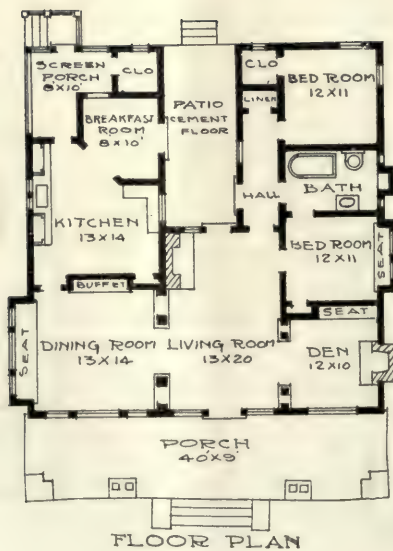 SCREEN
PORCH
8'X10'
CLO
PATIO
CEMENT
FLOOR
CLO
LINEN
BED ROOM
12X11
BREAKFAST
ROOM
8X10'
HALL
BATH
KITCHEN
13X14
BED ROOM
12X11
SEAT
BUFFET
SEAT
SEAT
DINING ROOM
13X14
LIVING ROOM
13X20
DEN
12X10
PORCH
40'X9'
FLOOR PLAN